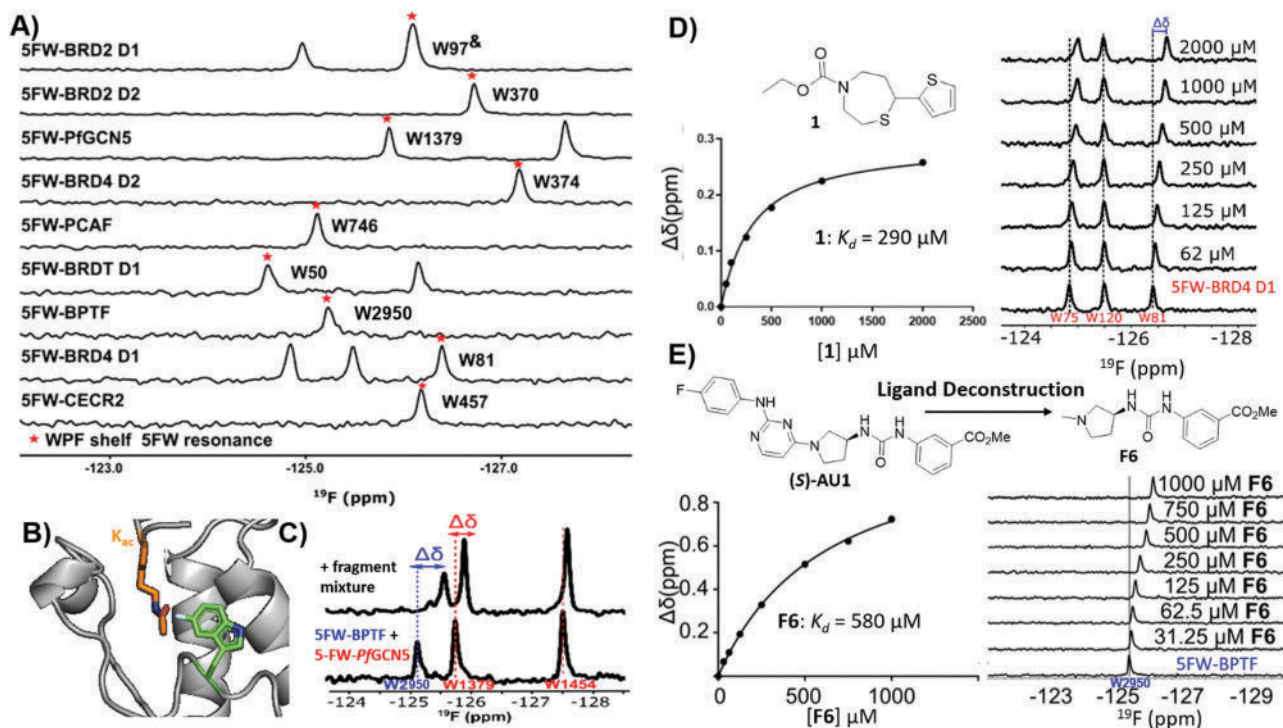 A)
5FW-BRD2 D1
W97&
5FW-BRD2 D2
W370
5FW-PfGCN5
W1379
5FW-BRD4 D2
W374
5FW-PCAF
W746
5FW-BRDT D1
W50
5FW-BPTF
W2950
5FW-BRD4 D1
W81
5FW-CECR2
W457
★ WPF shelf 5FW resonance
-123.0 -125.0 -127.0
19F (ppm)
B)
Kac
C)
Δδ
Δδ
+ fragment
mixture
5FW-BPTF +
5-FW-PfGCN5
W2950 W1379 W1454
-124 -125 -126 -127 -128
19F (ppm)
D)
O
O
N
S
S
1
Δδ(ppm)
0.3
0.2
0.1
0.0
1: Kd = 290 µM
0 500 1000 1500 2000 2500
[1] µM
Δδ
2000 µM
1000 µM
500 µM
250 µM
125 µM
62 µM
5FW-BRD4 D1
W75 W120 W81
-124 -126 -128
19F (ppm)
E)
Ligand Deconstruction
F
NH
N
N
N
H
N
H
N
O
CO2Me
(S)-AU1
N
H
N
H
N
O
CO2Me
F6
Δδ(ppm)
0.8
0.6
0.4
0.2
F6: Kd = 580 µM
0 500 1000
[F6] µM
1000 µM F6
750 µM F6
500 µM F6
250 µM F6
125 µM F6
62.5 µM F6
31.25 µM F6
5FW-BPTF
W2950
-123 -125 -127 -129
19F (ppm)